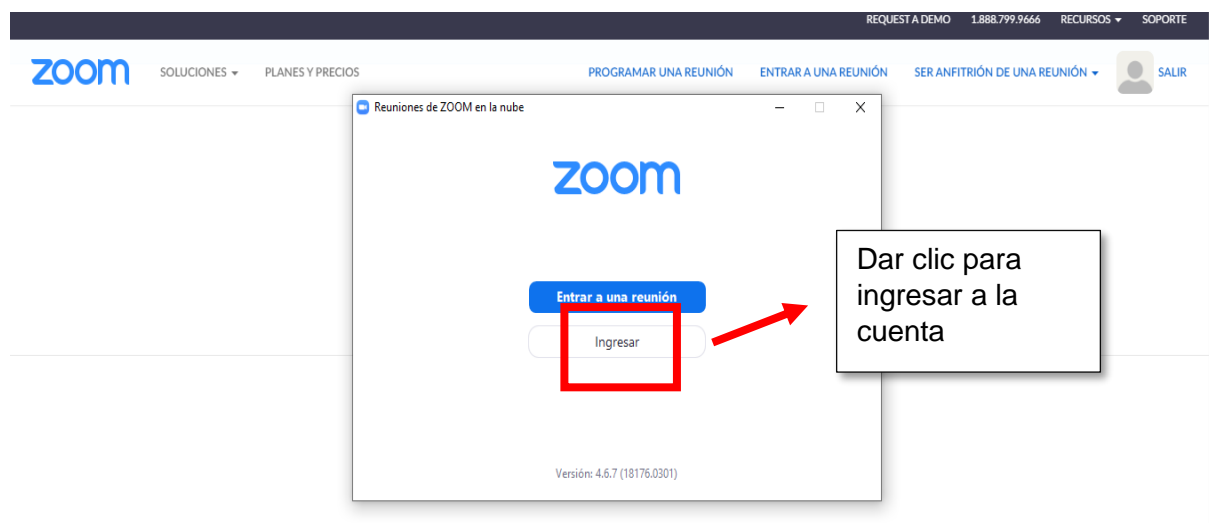 REQUEST A DEMO 1.888.799.9666 RECURSOS SOPORTE
zoom SOLUCIONES PLANES Y PRECIOS PROGRAMAR UNA REUNIÓN ENTRAR A UNA REUNIÓN SER ANFITRIÓN DE UNA REUNIÓN SALIR
Reuniones de ZOOM en la nube
zoom
Entrar a una reunión
Ingresar
Dar clic para
ingresar a la
cuenta
Versión: 4.6.7 (18176.0301)